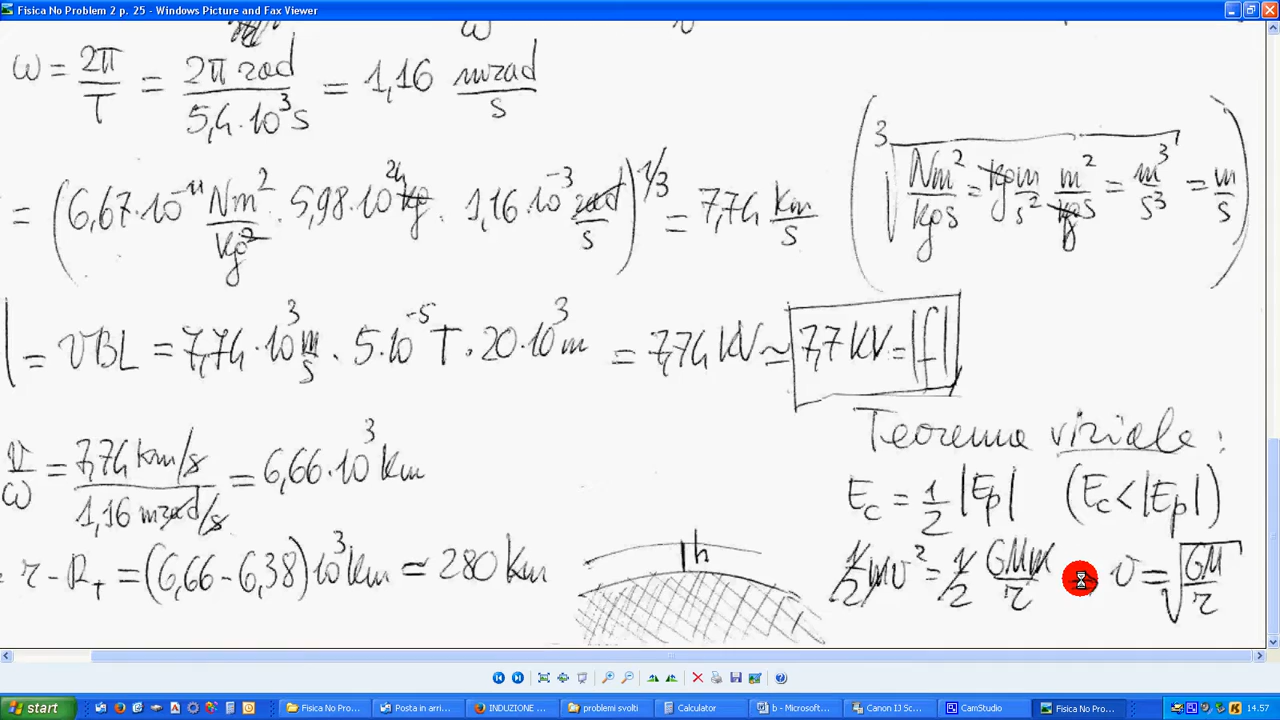 Fisica No Problem 2 p. 25 - Windows Picture and Fax Viewer
ω = 2π/T = 2π rad / 5,4·10³ s = 1,16 mrad/s
= (6,67·10⁻¹¹ Nm²/kg² · 5,98·10²⁴ kg · 1,16·10⁻³ rad/s)^1/3 = 7,74 km/s
(³√ Nm²/kg s = kg m/s² m²/kg s = m³/s³ = m/s)
| = vBL = 7,74·10³ m/s · 5·10⁻⁵ T · 20·10³ m = 7,74 kV ≃ 7,7 kV = |f|
v/ω = 7,74 km/s / 1,16 mrad/s = 6,66·10³ km
r - R_T = (6,66 - 6,38) 10³ km ≃ 280 km
h
Teorema viriale :
Ec = 1/2 |Ep| (Ec < |Ep|)
1/2 mv² = 1/2 GMm/r v = √GM/r
start
Fisica No Pro...
Posta in arri...
INDUZIONE ...
problemi svolti
Calculator
b - Microsoft...
Canon IJ Sc...
CamStudio
Fisica No Pro...
14.57